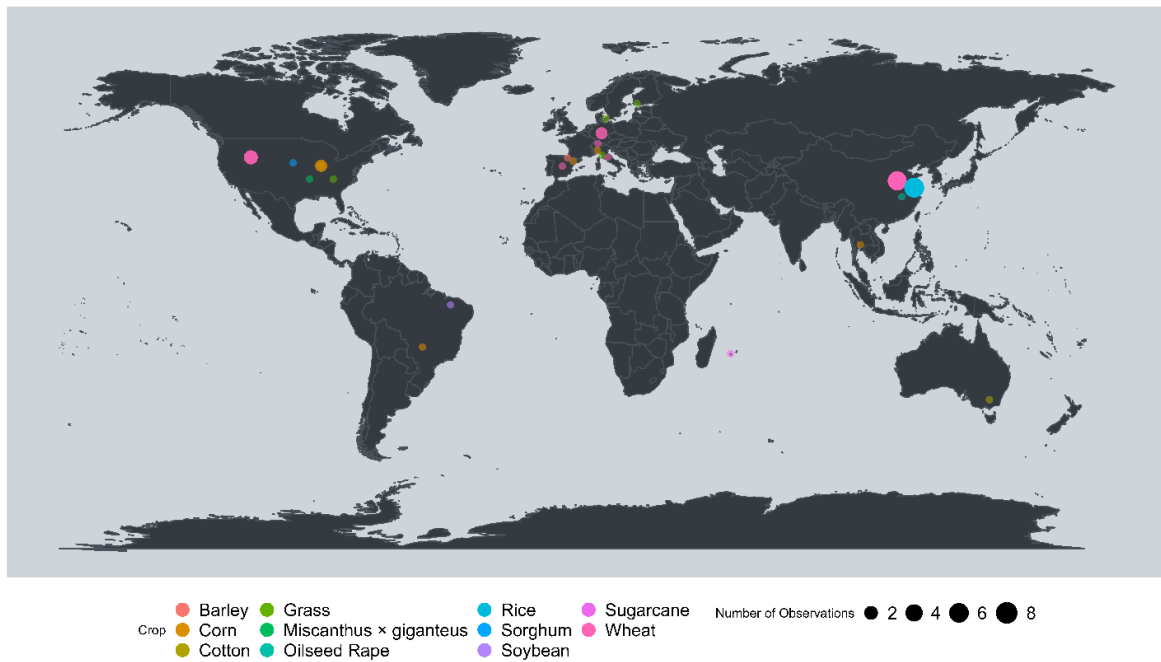 Barley Grass Rice Sugarcane
Crop Corn Miscanthus × giganteus Sorghum Wheat Number of Observations 2 4 6 8
Cotton Oilseed Rape Soybean